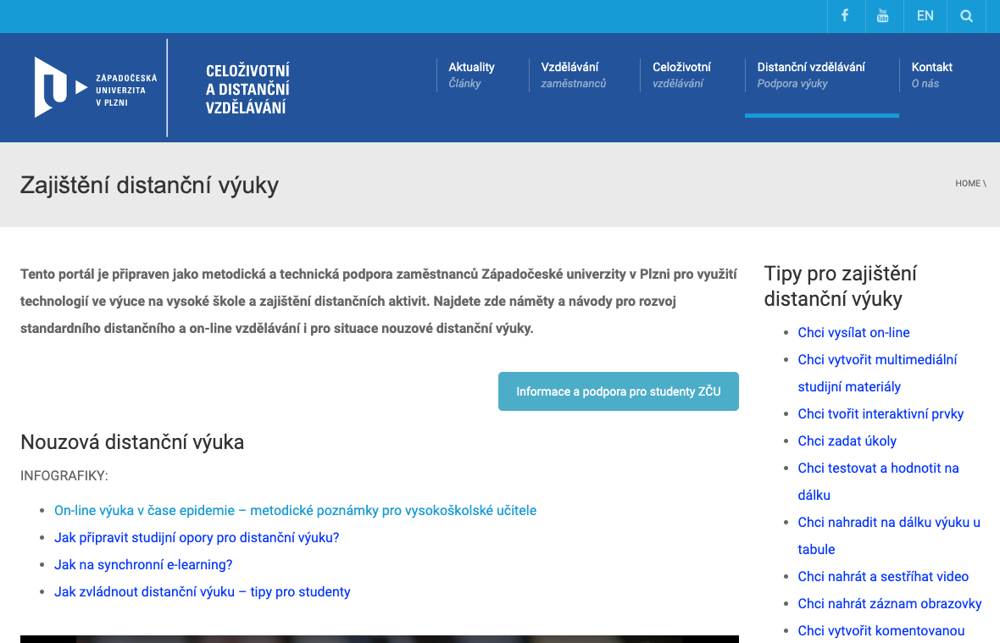 You
EN
ZÁPADOČESKÁ
UNIVERZITA
V PLZNI
CELOŽIVOTNÍ
A DISTANČNÍ
VZDĚLÁVÁNÍ
Aktuality
Články
Vzdělávání
zaměstnanců
Celoživotní
vzdělávání
Distanční vzdělávání
Podpora výuky
Kontakt
O nás
Zajištění distanční výuky
HOME \
Tento portál je připraven jako metodická a technická podpora zaměstnanců Západočeské univerzity v Plzni pro využití
technologií ve výuce na vysoké škole a zajištění distančních aktivit. Najdete zde náměty a návody pro rozvoj
standardního distančního a on-line vzdělávání i pro situace nouzové distanční výuky.
Informace a podpora pro studenty ZČU
Nouzová distanční výuka
INFOGRAFIKY:
On-line výuka v čase epidemie – metodické poznámky pro vysokoškolské učitele
Jak připravit studijní opory pro distanční výuku?
Jak na synchronní e-learning?
Jak zvládnout distanční výuku – tipy pro studenty
Tipy pro zajištění
distanční výuky
Chci vysílat on-line
Chci vytvořit multimediální
studijní materiály
Chci tvořit interaktivní prvky
Chci zadat úkoly
Chci testovat a hodnotit na
dálku
Chci nahradit na dálku výuku u
tabule
Chci nahrát a sestříhat video
Chci nahrát záznam obrazovky
Chci vytvořit komentovanou